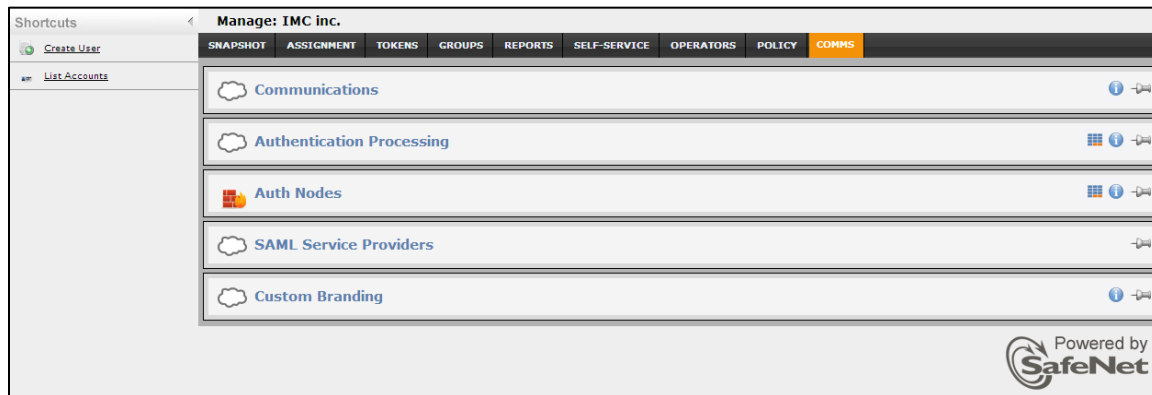 Shortcuts
Create User
List Accounts
Manage: IMC inc.
SNAPSHOT ASSIGNMENT TOKENS GROUPS REPORTS SELF-SERVICE OPERATORS POLICY COMMS
Communications
Authentication Processing
Auth Nodes
SAML Service Providers
Custom Branding
Powered by
SafeNet